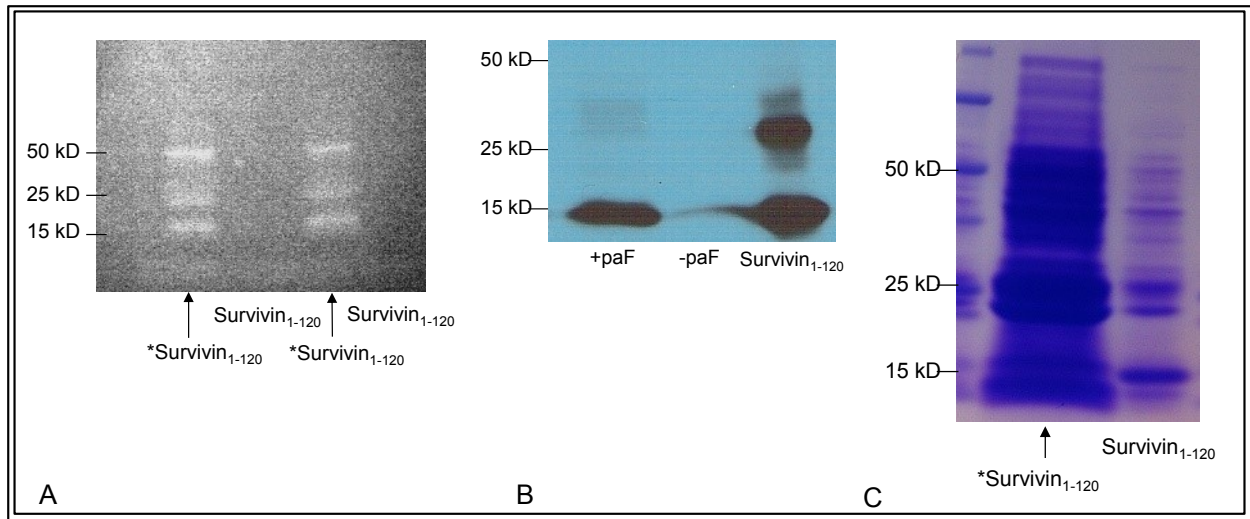 50 kD
25 kD
15 kD
Survivin1-120 Survivin1-120
*Survivin1-120 *Survivin1-120
A
50 kD
25 kD
15 kD
+paF -paF Survivin1-120
B
50 kD
25 kD
15 kD
Survivin1-120
*Survivin1-120
C